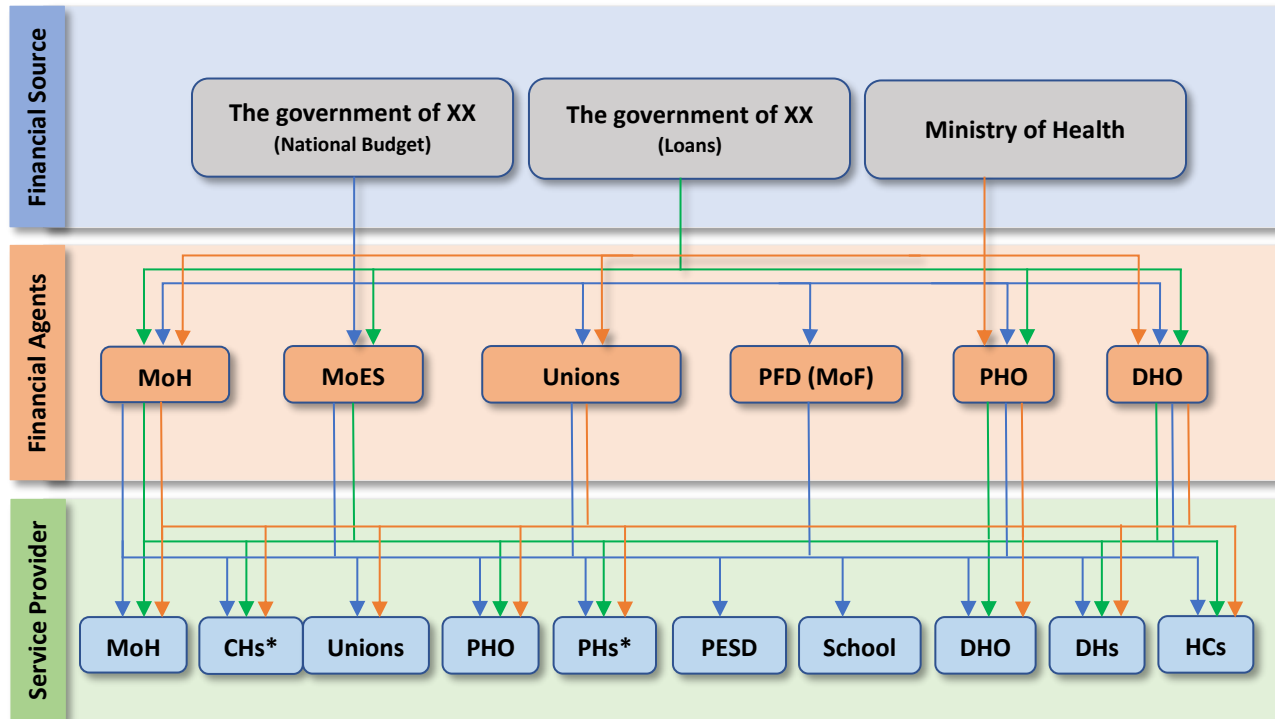 Financial Source
The government of XX
(National Budget)
The government of XX
(Loans)
Ministry of Health
Financial Agents
MoH
MoES
Unions
PFD (MoF)
PHO
DHO
Service Provider
MoH
CHs*
Unions
PHO
PHs*
PESD
School
DHO
DHs
HCs